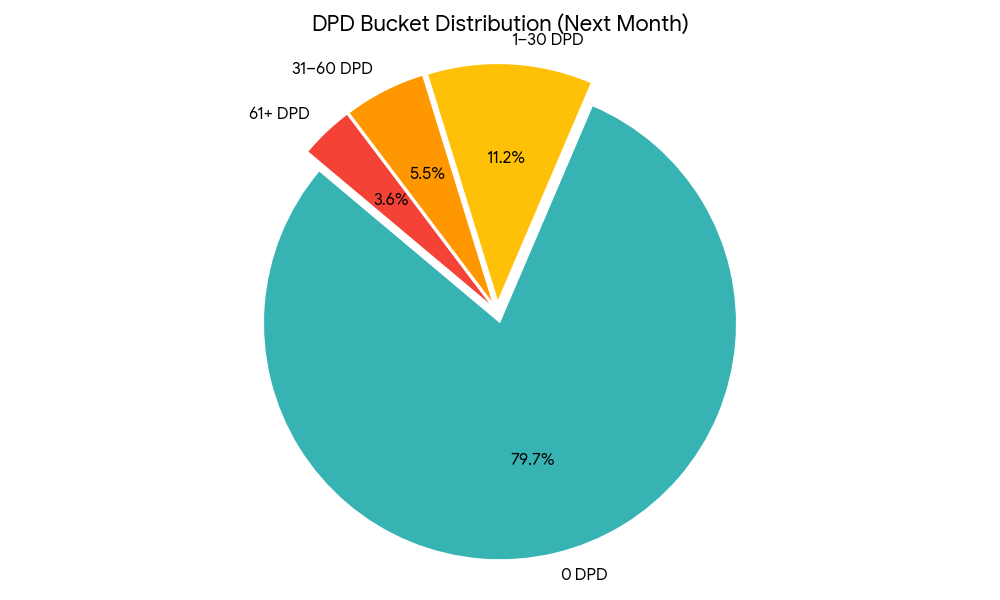 DPD Bucket Distribution (Next Month)
1–30 DPD
31–60 DPD
61+ DPD
11.2%
5.5%
3.6%
79.7%
0 DPD